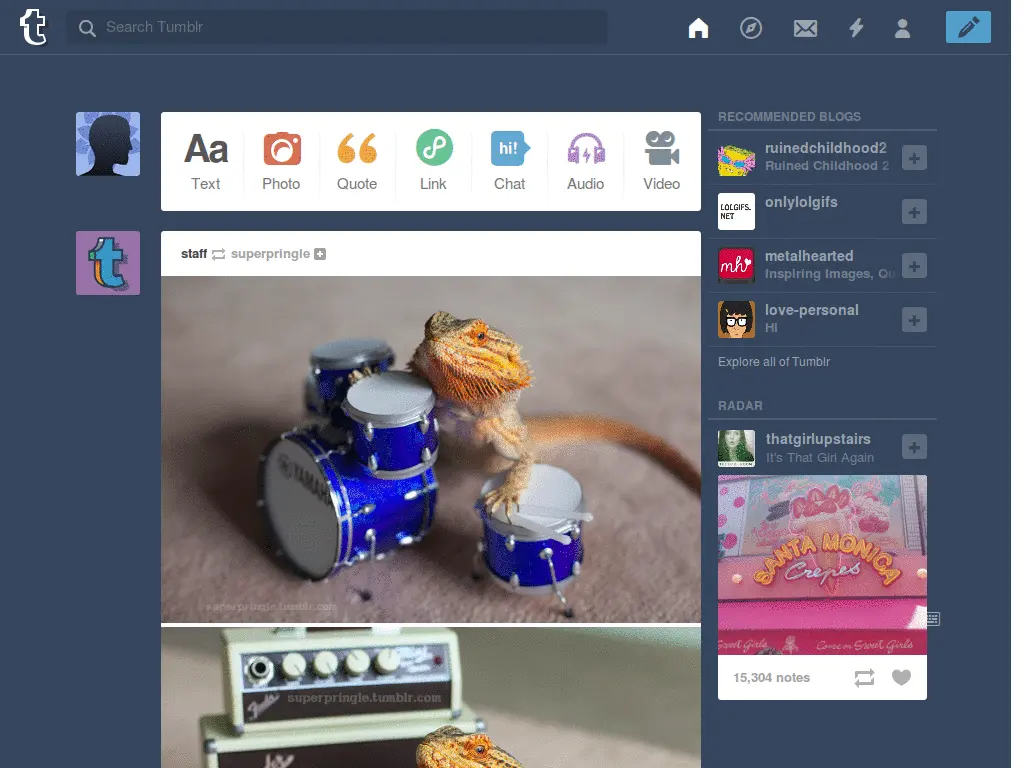 Search Tumblr
Aa
Text
Photo
Quote
Link
hi!
Chat
Audio
Video
staff superpringle
YAMAHA
superpringle.tumblr.com
superpringle.tumblr.com
Fender
RECOMMENDED BLOGS
ruinedchildhood2
Ruined Childhood 2
LOLGIFS.
NET
onlylolgifs
mh
metalhearted
Inspiring Images, Qu
love-personal
HI
Explore all of Tumblr
RADAR
thatgirlupstairs
It's That Girl Again
SANTA MONICA
Crepes
Sweet Girls
Come on Sweet Girls
15,304 notes